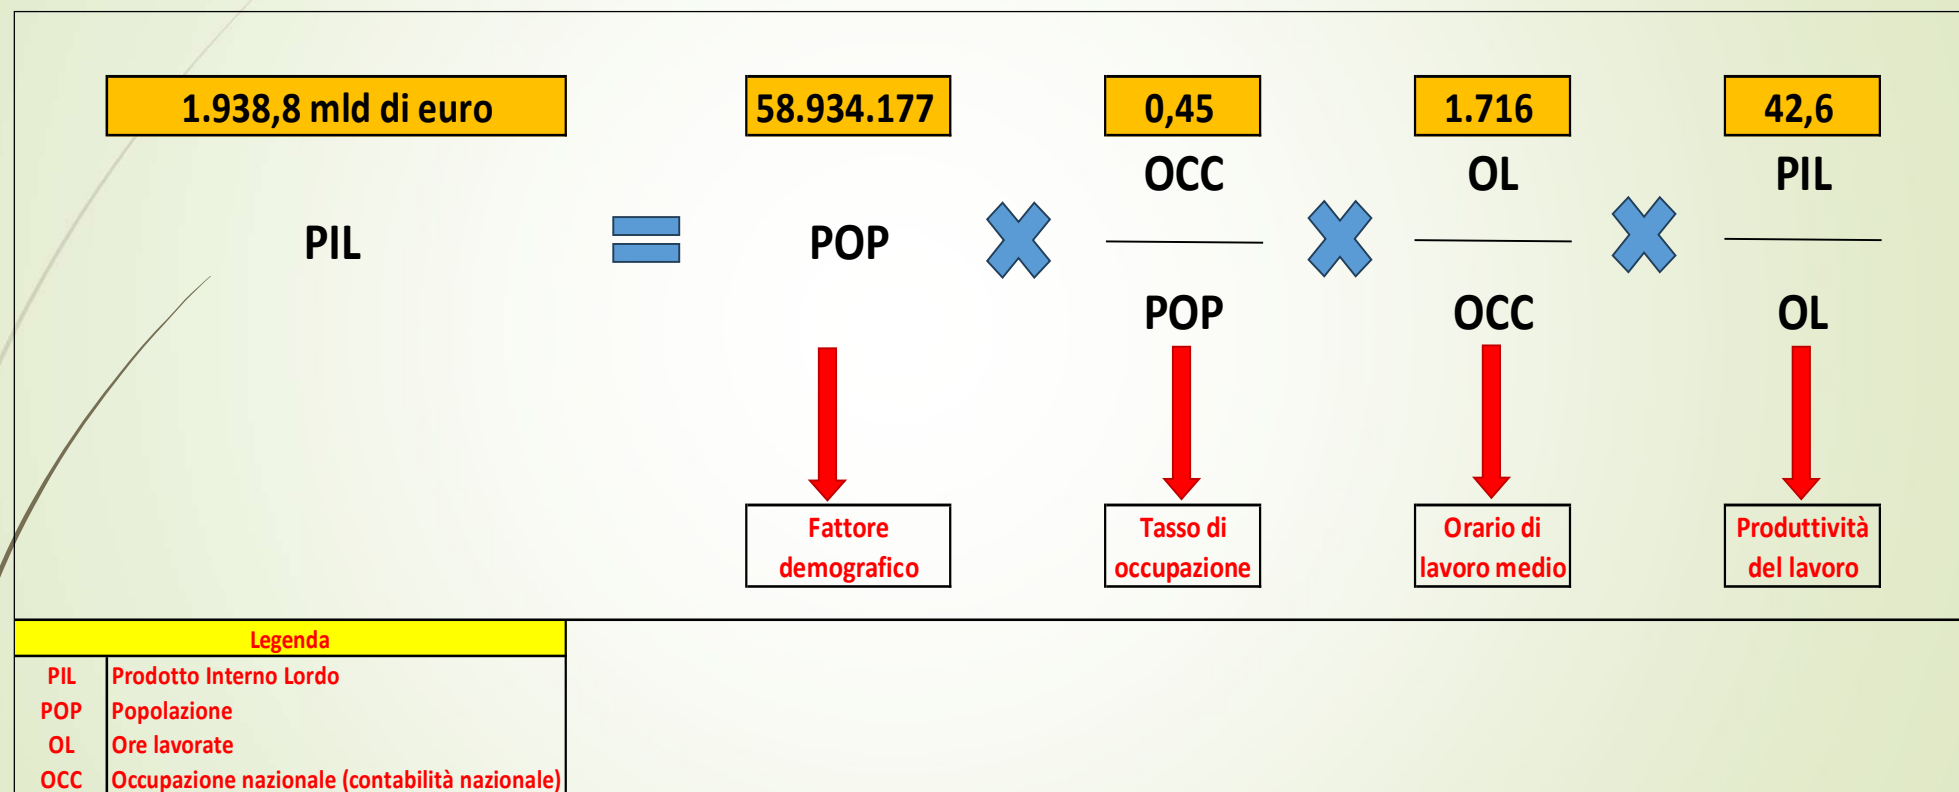 1.938,8 mld di euro 58.934.177 0,45 1.716 42,6
OCC OL PIL
PIL POP
POP OCC OL
Fattore demografico
Tasso di occupazione
Orario di lavoro medio
Produttività del lavoro
Legenda
PIL Prodotto Interno Lordo
POP Popolazione
OL Ore lavorate
OCC Occupazione nazionale (contabilità nazionale)